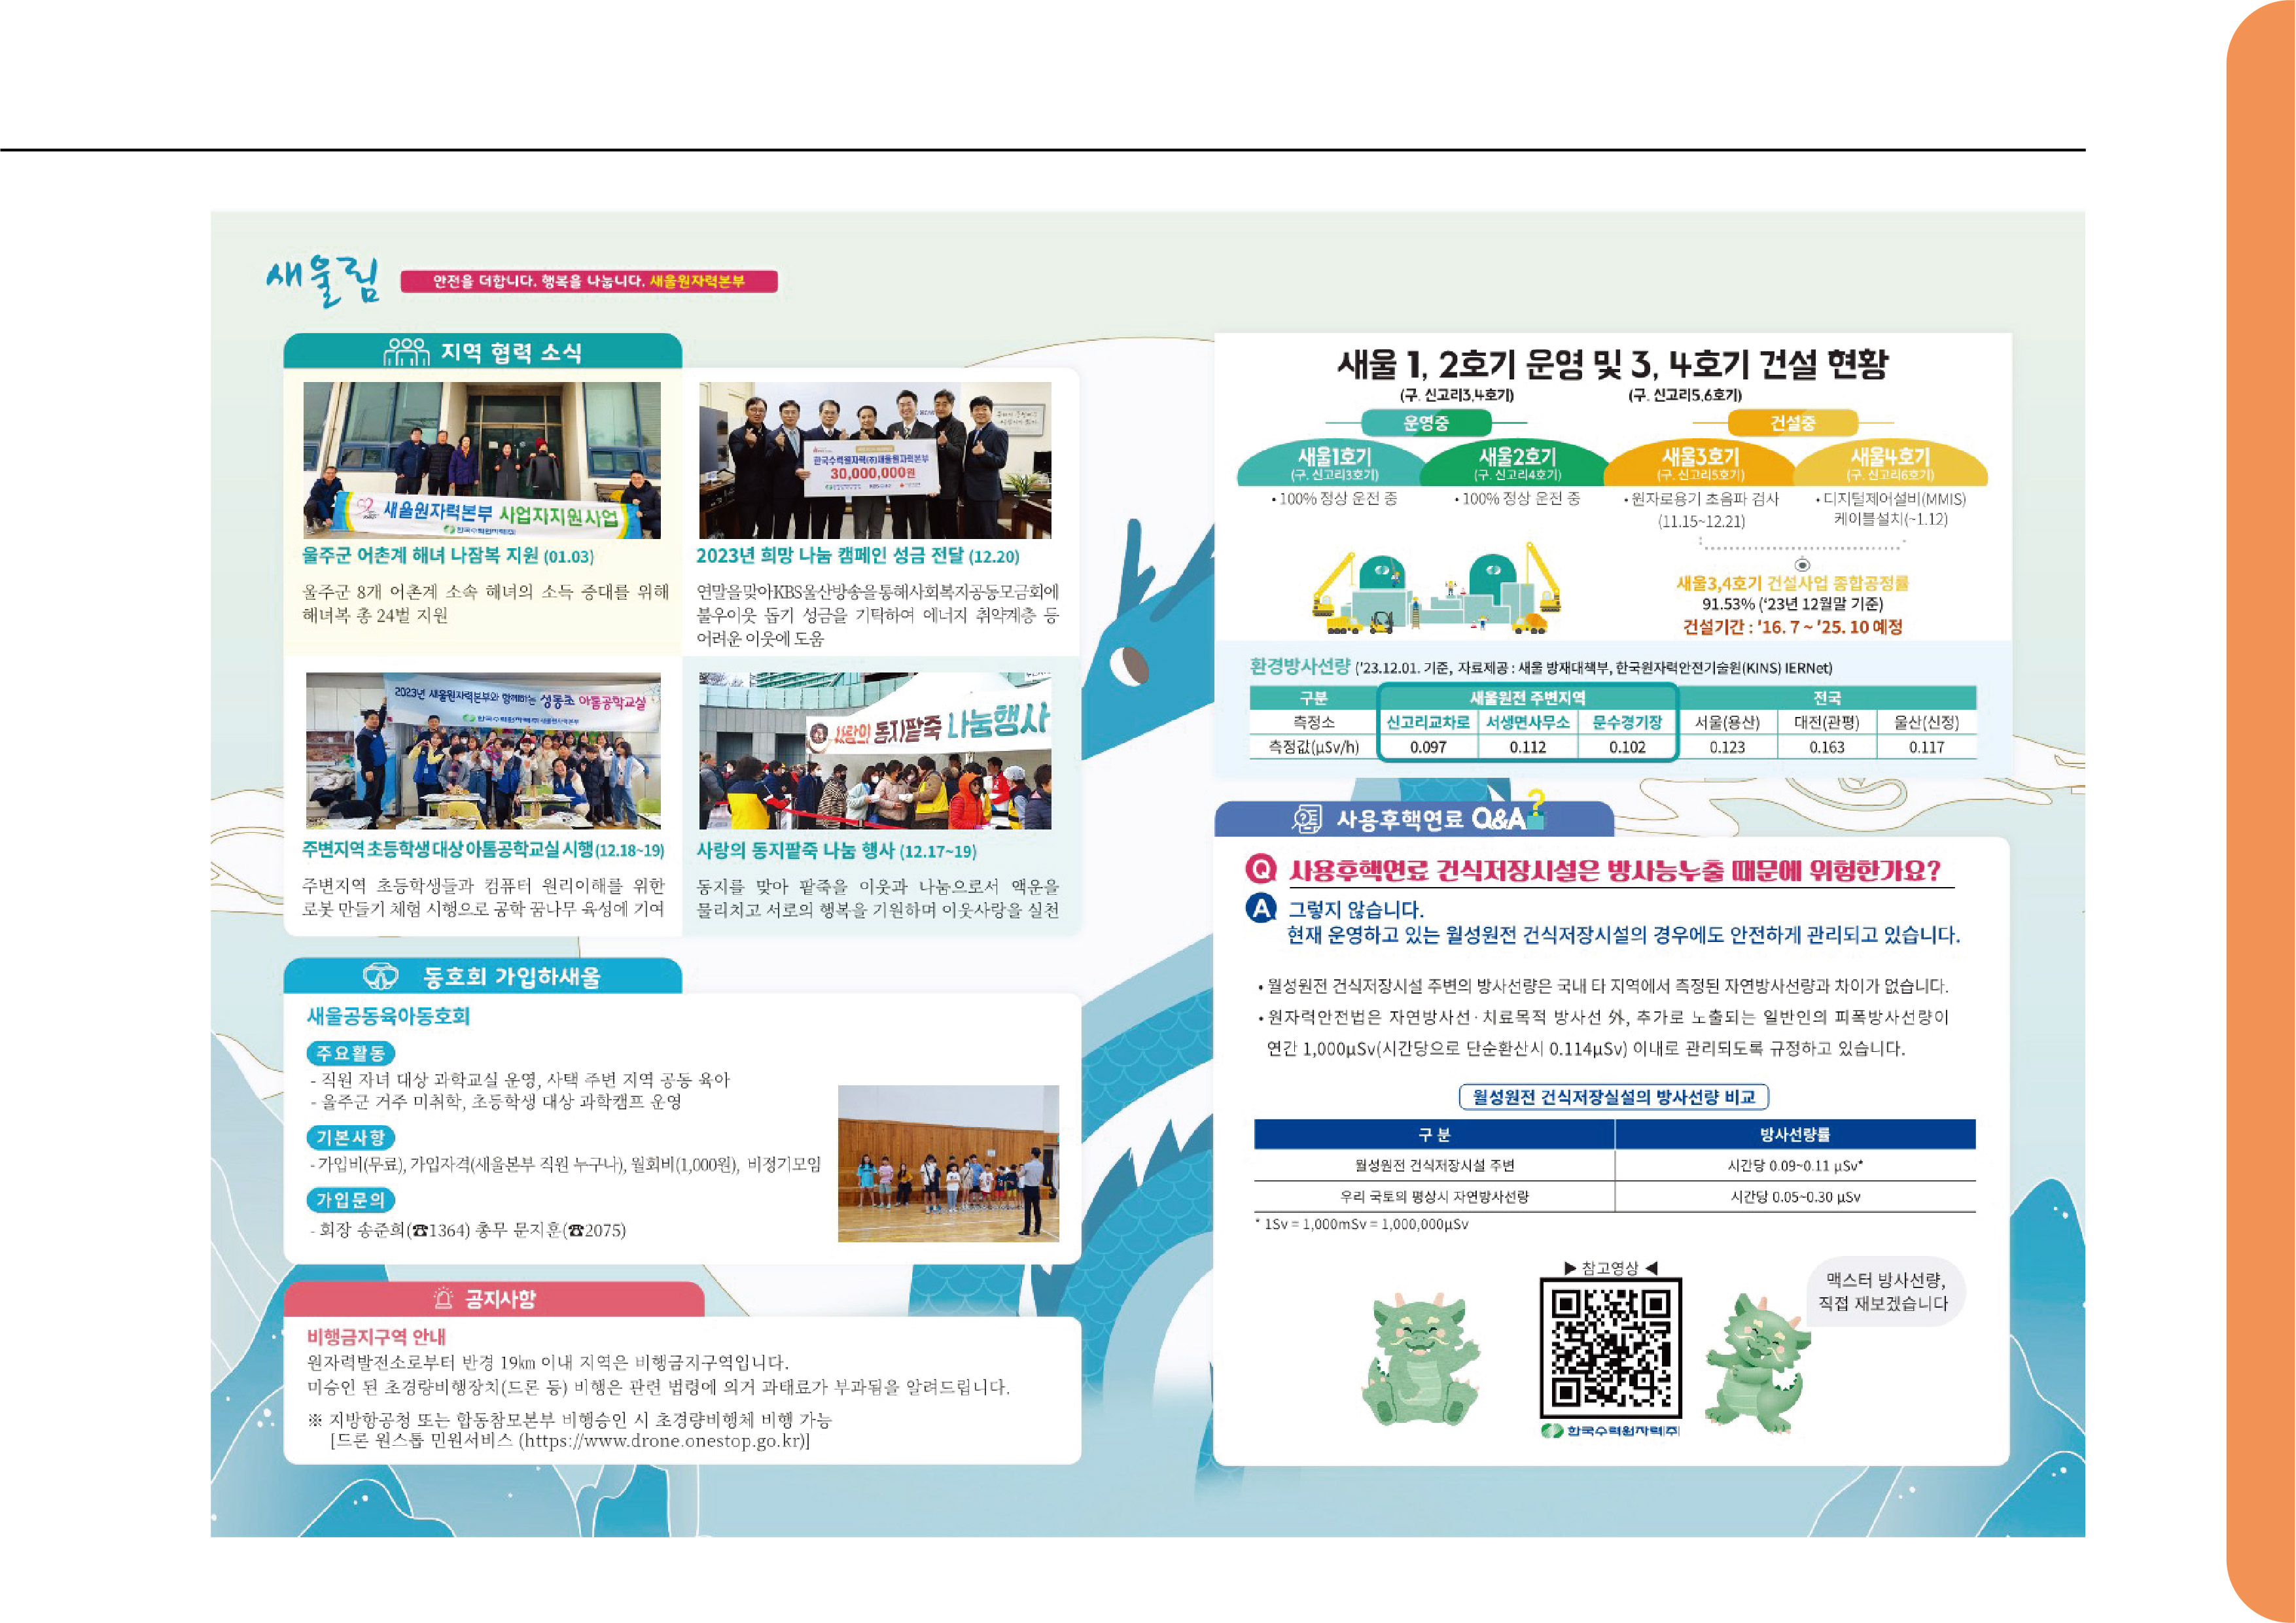 새울림
안전을 더합니다. 행복을 나눕니다. 새울원자력본부
지역 협력 소식
새울원자력본부 사업자지원사업
한국수력원자력(주)
울주군 어촌계 해녀 나잠복 지원 (01.03)
울주군 8개 어촌계 소속 해녀의 소득 증대를 위해
해녀복 총 24벌 지원
한국수력원자력(주)새울원자력본부
30,000,000원
2023년 희망 나눔 캠페인 성금 전달 (12.20)
연말을맞아KBS울산방송을통해사회복지공동모금회에
불우이웃 돕기 성금을 기탁하여 에너지 취약계층 등
어려운 이웃에 도움
2023년 새울원자력본부와 함께하는 성동초 아톰공학교실
한국수력원자력(주)새울원자력본부
주변지역 초등학생 대상 아톰공학교실 시행(12.18~19)
주변지역 초등학생들과 컴퓨터 원리이해를 위한
로봇 만들기 체험 시행으로 공학 꿈나무 육성에 기여
사랑의 동지팥죽 나눔행사
사랑의 동지팥죽 나눔 행사 (12.17~19)
동지를 맞아 팥죽을 이웃과 나눔으로서 액운을
물리치고 서로의 행복을 기원하며 이웃사랑을 실천
동호회 가입하새울
새울공동육아동호회
주요활동
- 직원 자녀 대상 과학교실 운영, 사택 주변 지역 공동 육아
- 울주군 거주 미취학, 초등학생 대상 과학캠프 운영
기본사항
- 가입비(무료), 가입자격(새울본부 직원 누구나), 월회비(1,000원), 비정기모임
가입문의
- 회장 송준희(☎1364) 총무 문지훈(☎2075)
공지사항
비행금지구역 안내
원자력발전소로부터 반경 19㎞ 이내 지역은 비행금지구역입니다.
미승인 된 초경량비행장치(드론 등) 비행은 관련 법령에 의거 과태료가 부과됨을 알려드립니다.
※ 지방항공청 또는 합동참모본부 비행승인 시 초경량비행체 비행 가능
[드론 원스톱 민원서비스 (https://www.drone.onestop.go.kr)]
새울 1, 2호기 운영 및 3, 4호기 건설 현황
(구. 신고리3,4호기) (구. 신고리5,6호기)
운영중 건설중
새울1호기 새울2호기 새울3호기 새울4호기
(구. 신고리3호기) (구. 신고리4호기) (구. 신고리5호기) (구. 신고리6호기)
• 100% 정상 운전 중 • 100% 정상 운전 중 • 원자로용기 초음파 검사 • 디지털제어설비(MMIS)
(11.15~12.21) 케이블설치(~1.12)
새울3,4호기 건설사업 종합공정률
91.53% (‘23년 12월말 기준)
건설기간 : '16. 7 ~ '25. 10 예정
환경방사선량 ('23.12.01. 기준, 자료제공 : 새울 방재대책부, 한국원자력안전기술원(KINS) IERNet)
구분 새울원전 주변지역 전국
측정소 신고리교차로 서생면사무소 문수경기장 서울(용산) 대전(관평) 울산(신정)
측정값(μSv/h) 0.097 0.112 0.102 0.123 0.163 0.117
사용후핵연료 Q&A
Q 사용후핵연료 건식저장시설은 방사능누출 때문에 위험한가요?
A 그렇지 않습니다.
현재 운영하고 있는 월성원전 건식저장시설의 경우에도 안전하게 관리되고 있습니다.
• 월성원전 건식저장시설 주변의 방사선량은 국내 타 지역에서 측정된 자연방사선량과 차이가 없습니다.
• 원자력안전법은 자연방사선 · 치료목적 방사선 外, 추가로 노출되는 일반인의 피폭방사선량이
연간 1,000μSv(시간당으로 단순환산시 0.114μSv) 이내로 관리되도록 규정하고 있습니다.
월성원전 건식저장실설의 방사선량 비교
구 분 방사선량률
월성원전 건식저장시설 주변 시간당 0.09~0.11 μSv*
우리 국토의 평상시 자연방사선량 시간당 0.05~0.30 μSv
* 1Sv = 1,000mSv = 1,000,000μSv
▶ 참고영상 ◀
맥스터 방사선량,
직접 재보겠습니다
한국수력원자력(주)